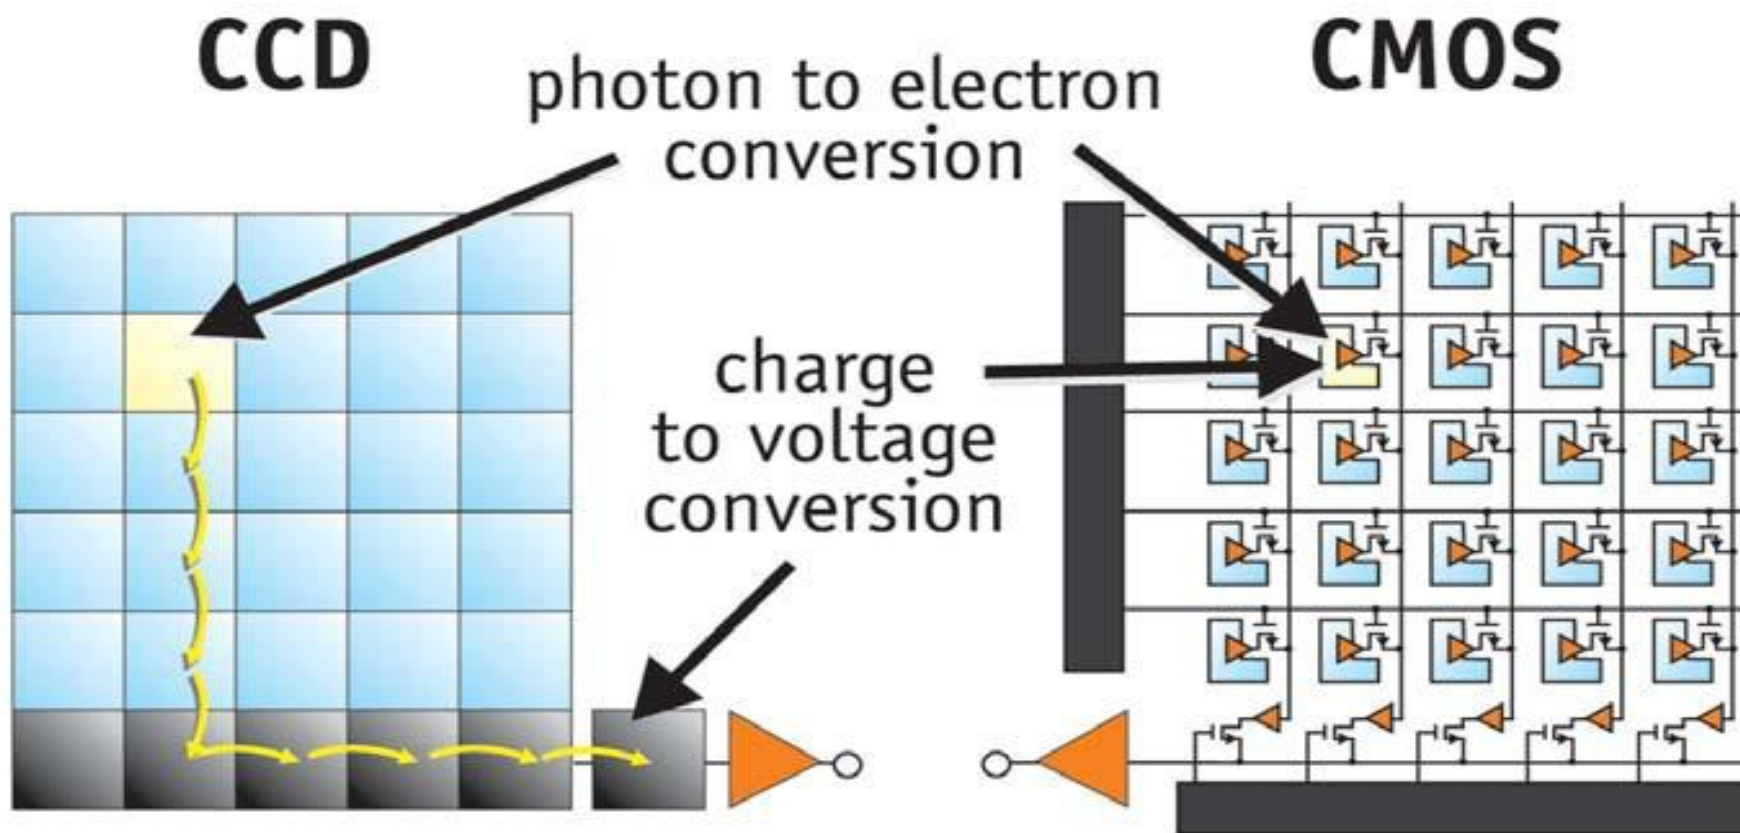 CCD
CMOS
photon to electron
conversion
charge
to voltage
conversion